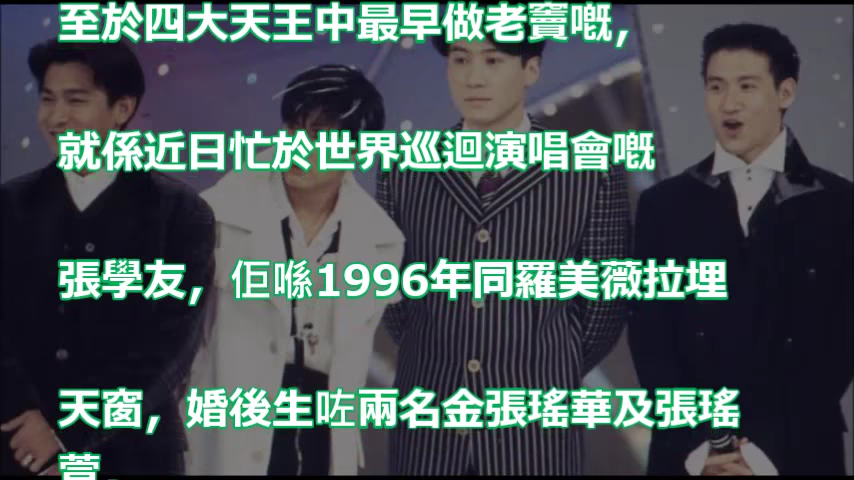 至於四大天王中最早做老竇嘅，
就係近日忙於世界巡迴演唱會嘅
張學友，佢喺1996年同羅美薇拉埋
天窗，婚後生咗兩名金張瑤華及張瑤
萱，